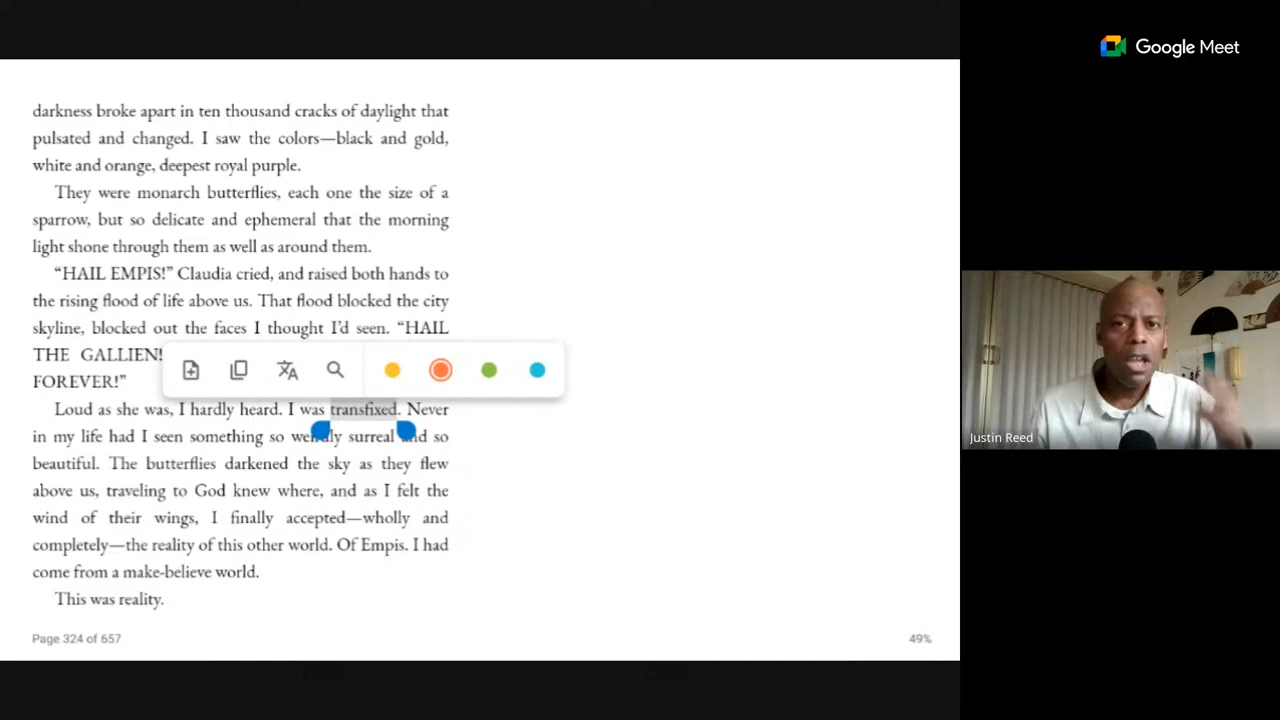 Google Meet
darkness broke apart in ten thousand cracks of daylight that
pulsated and changed. I saw the colors—black and gold,
white and orange, deepest royal purple.
They were monarch butterflies, each one the size of a
sparrow, but so delicate and ephemeral that the morning
light shone through them as well as around them.
“HAIL EMPIS!” Claudia cried, and raised both hands to
the rising flood of life above us. That flood blocked the city
skyline, blocked out the faces I thought I’d seen. “HAIL
THE GALLIEN!
FOREVER!”
Loud as she was, I hardly heard. I was transfixed. Never
in my life had I seen something so surreal so
beautiful. The butterflies darkened the sky as they flew
above us, traveling to God knew where, and as I felt the
wind of their wings, I finally accepted—wholly and
completely—the reality of this other world. Of Empis. I had
come from a make-believe world.
This was reality.
Page 324 of 657
49%
Justin Reed